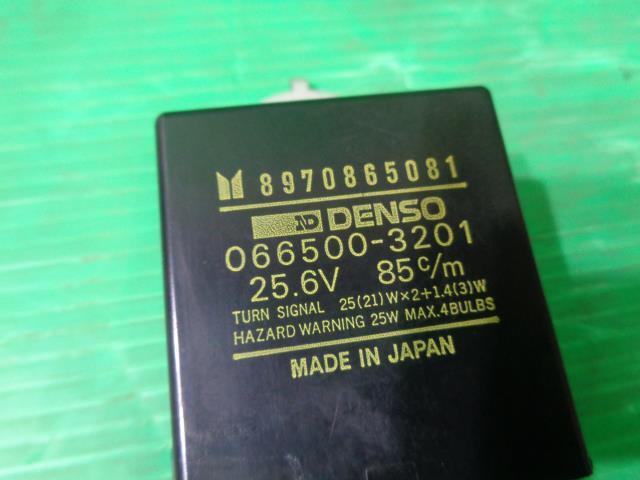 8970865081
ND DENSO
066500-3201
25.6V 85c/m
TURN SIGNAL 25(21)W×2+1.4(3)W
HAZARD WARNING 25W MAX.4BULBS
MADE IN JAPAN